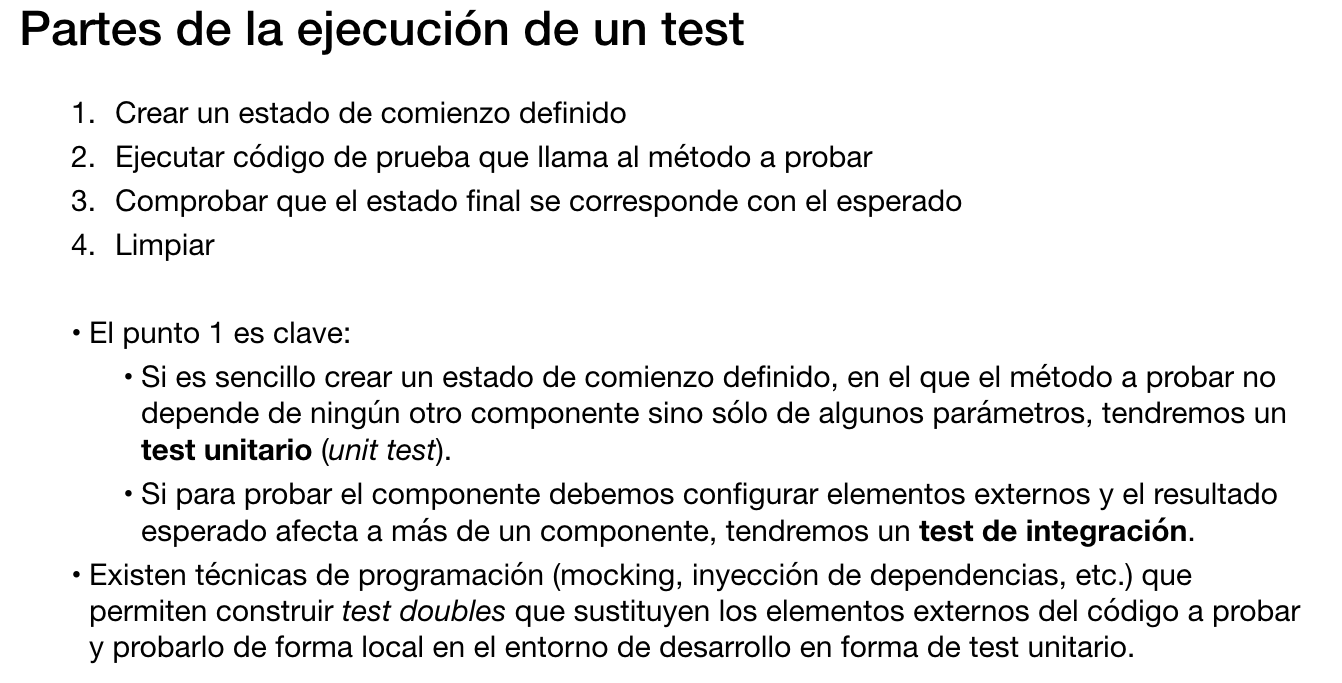 Partes de la ejecución de un test
1. Crear un estado de comienzo definido
2. Ejecutar código de prueba que llama al método a probar
3. Comprobar que el estado final se corresponde con el esperado
4. Limpiar
• El punto 1 es clave:
• Si es sencillo crear un estado de comienzo definido, en el que el método a probar no
depende de ningún otro componente sino sólo de algunos parámetros, tendremos un
test unitario (unit test).
• Si para probar el componente debemos configurar elementos externos y el resultado
esperado afecta a más de un componente, tendremos un test de integración.
• Existen técnicas de programación (mocking, inyección de dependencias, etc.) que
permiten construir test doubles que sustituyen los elementos externos del código a probar
y probarlo de forma local en el entorno de desarrollo en forma de test unitario.